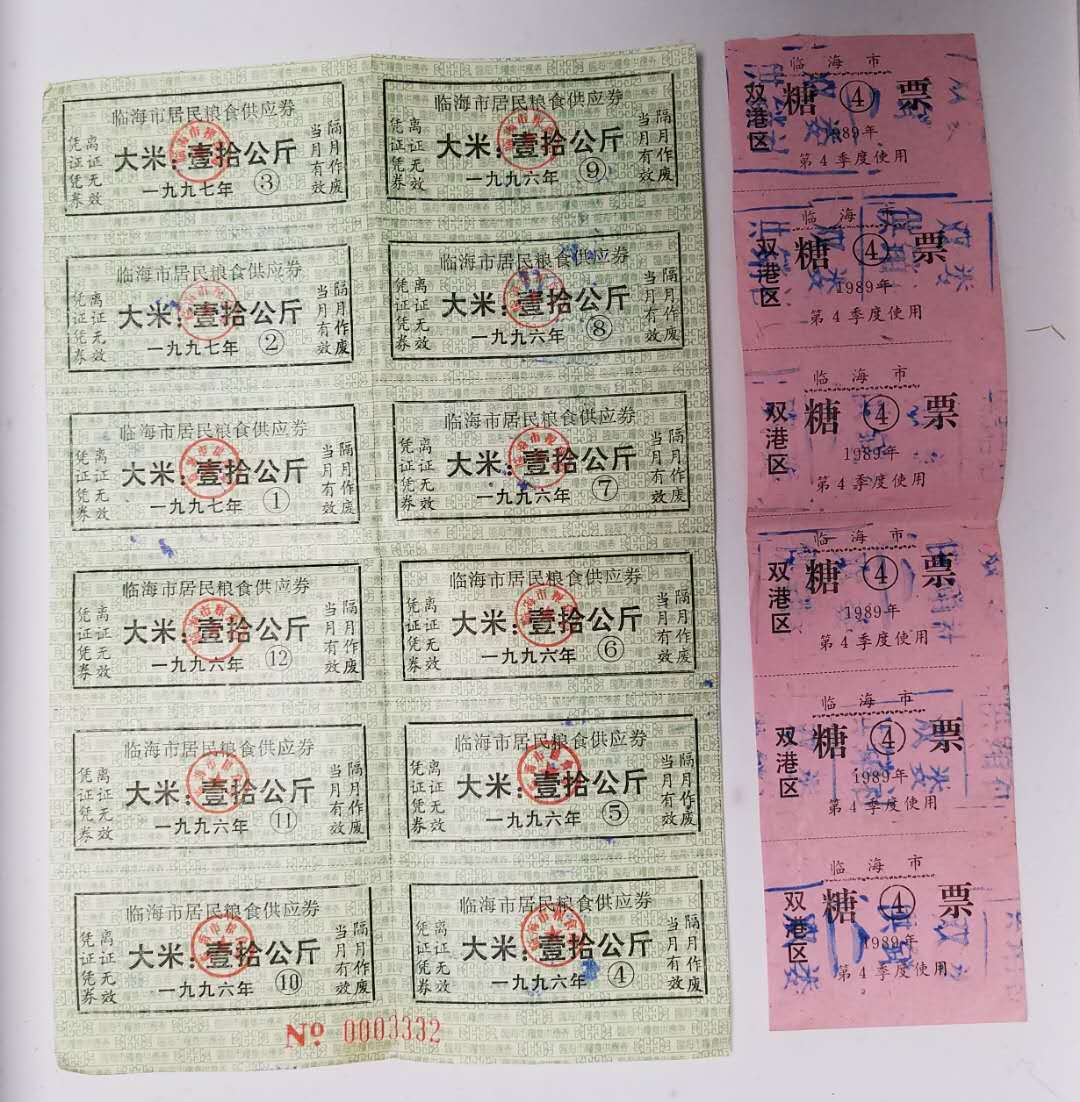 临海市居民粮食供应券
凭证凭券
离证无效
大米：壹拾公斤
当月有效
隔月作废
一九九七年 ③
临海市居民粮食供应券
凭证凭券
离证无效
大米：壹拾公斤
当月有效
隔月作废
一九九六年 ⑨
临海市居民粮食供应券
凭证凭券
离证无效
大米：壹拾公斤
当月有效
隔月作废
一九九七年 ②
临海市居民粮食供应券
凭证凭券
离证无效
大米：壹拾公斤
当月有效
隔月作废
一九九六年 ⑧
临海市居民粮食供应券
凭证凭券
离证无效
大米：壹拾公斤
当月有效
隔月作废
一九九七年 ①
临海市居民粮食供应券
凭证凭券
离证无效
大米：壹拾公斤
当月有效
隔月作废
一九九六年 ⑦
临海市居民粮食供应券
凭证凭券
离证无效
大米：壹拾公斤
当月有效
隔月作废
一九九六年 ⑫
临海市居民粮食供应券
凭证凭券
离证无效
大米：壹拾公斤
当月有效
隔月作废
一九九六年 ⑥
临海市居民粮食供应券
凭证凭券
离证无效
大米：壹拾公斤
当月有效
隔月作废
一九九六年 ⑪
临海市居民粮食供应券
凭证凭券
离证无效
大米：壹拾公斤
当月有效
隔月作废
一九九六年 ⑤
临海市居民粮食供应券
凭证凭券
离证无效
大米：壹拾公斤
当月有效
隔月作废
一九九六年 ⑩
临海市居民粮食供应券
凭证凭券
离证无效
大米：壹拾公斤
当月有效
隔月作废
一九九六年 ④
No 0003332
临海市
双港区
糖 ④ 票
1989年
第4季度使用
临海市
双港区
糖 ④ 票
1989年
第4季度使用
临海市
双港区
糖 ④ 票
1989年
第4季度使用
临海市
双港区
糖 ④ 票
1989年
第4季度使用
临海市
双港区
糖 ④ 票
1989年
第4季度使用
临海市
双港区
糖 ④ 票
1989年
第4季度使用